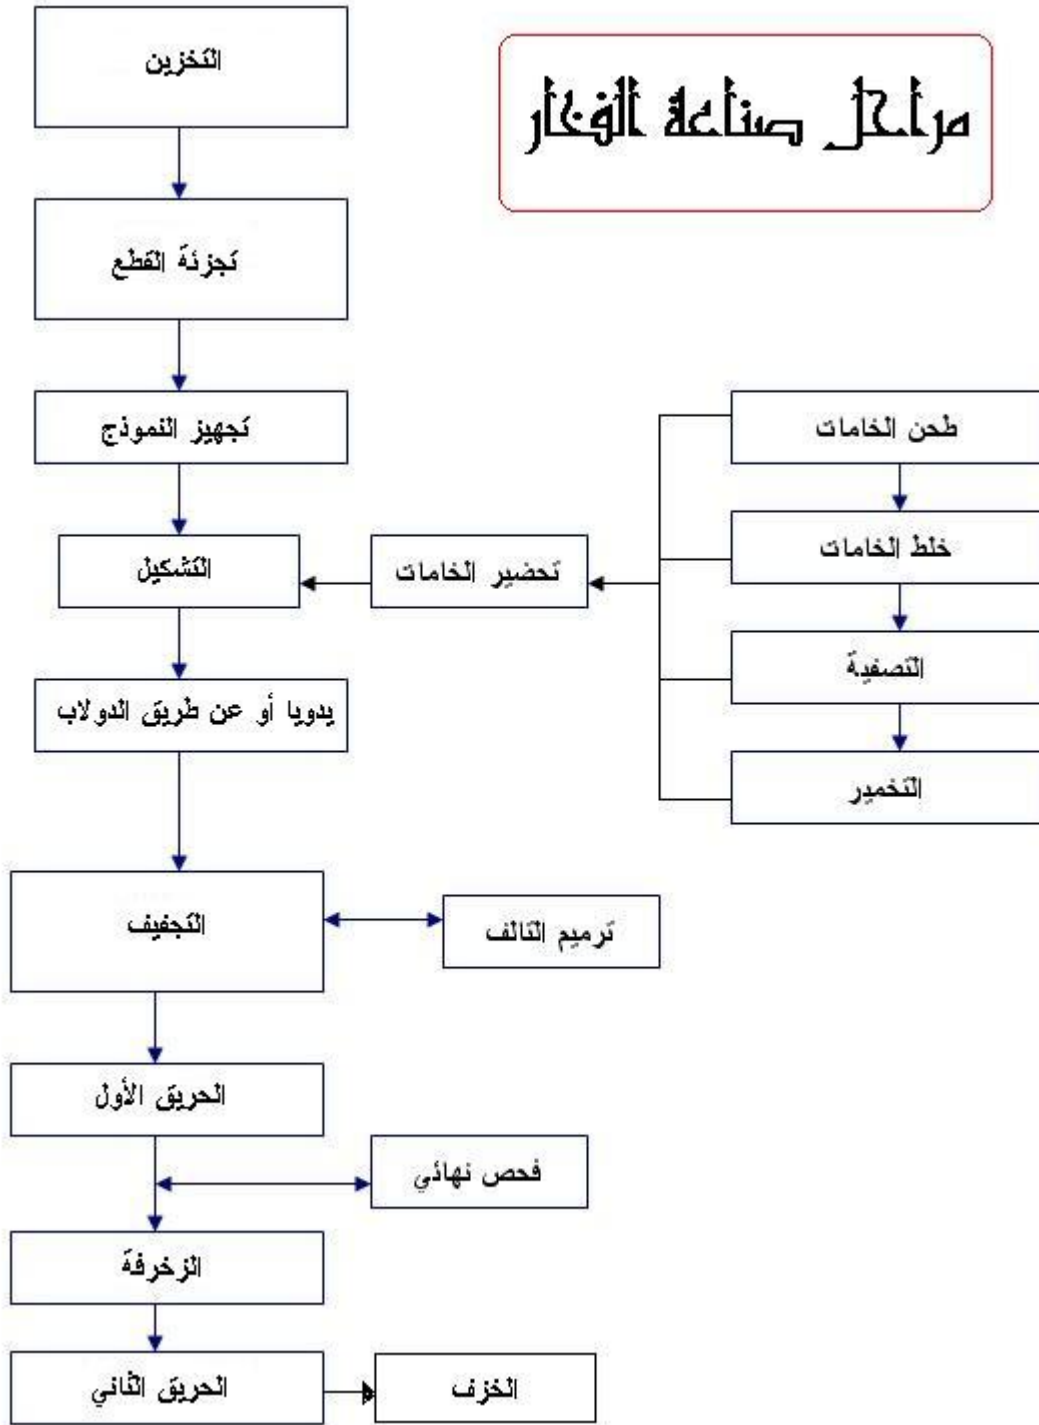 مراحل صناعة الفخار
التخزين
تجزئة القطع
تجهيز النموذج
طحن الخامات
خلط الخامات
التشكيل
تحضير الخامات
التصفية
يدويا أو عن طريق الدولاب
التخمير
التجفيف
ترميم التالف
الحريق الأول
فحص نهائي
الزخرفة
الحريق الثاني
الخزف